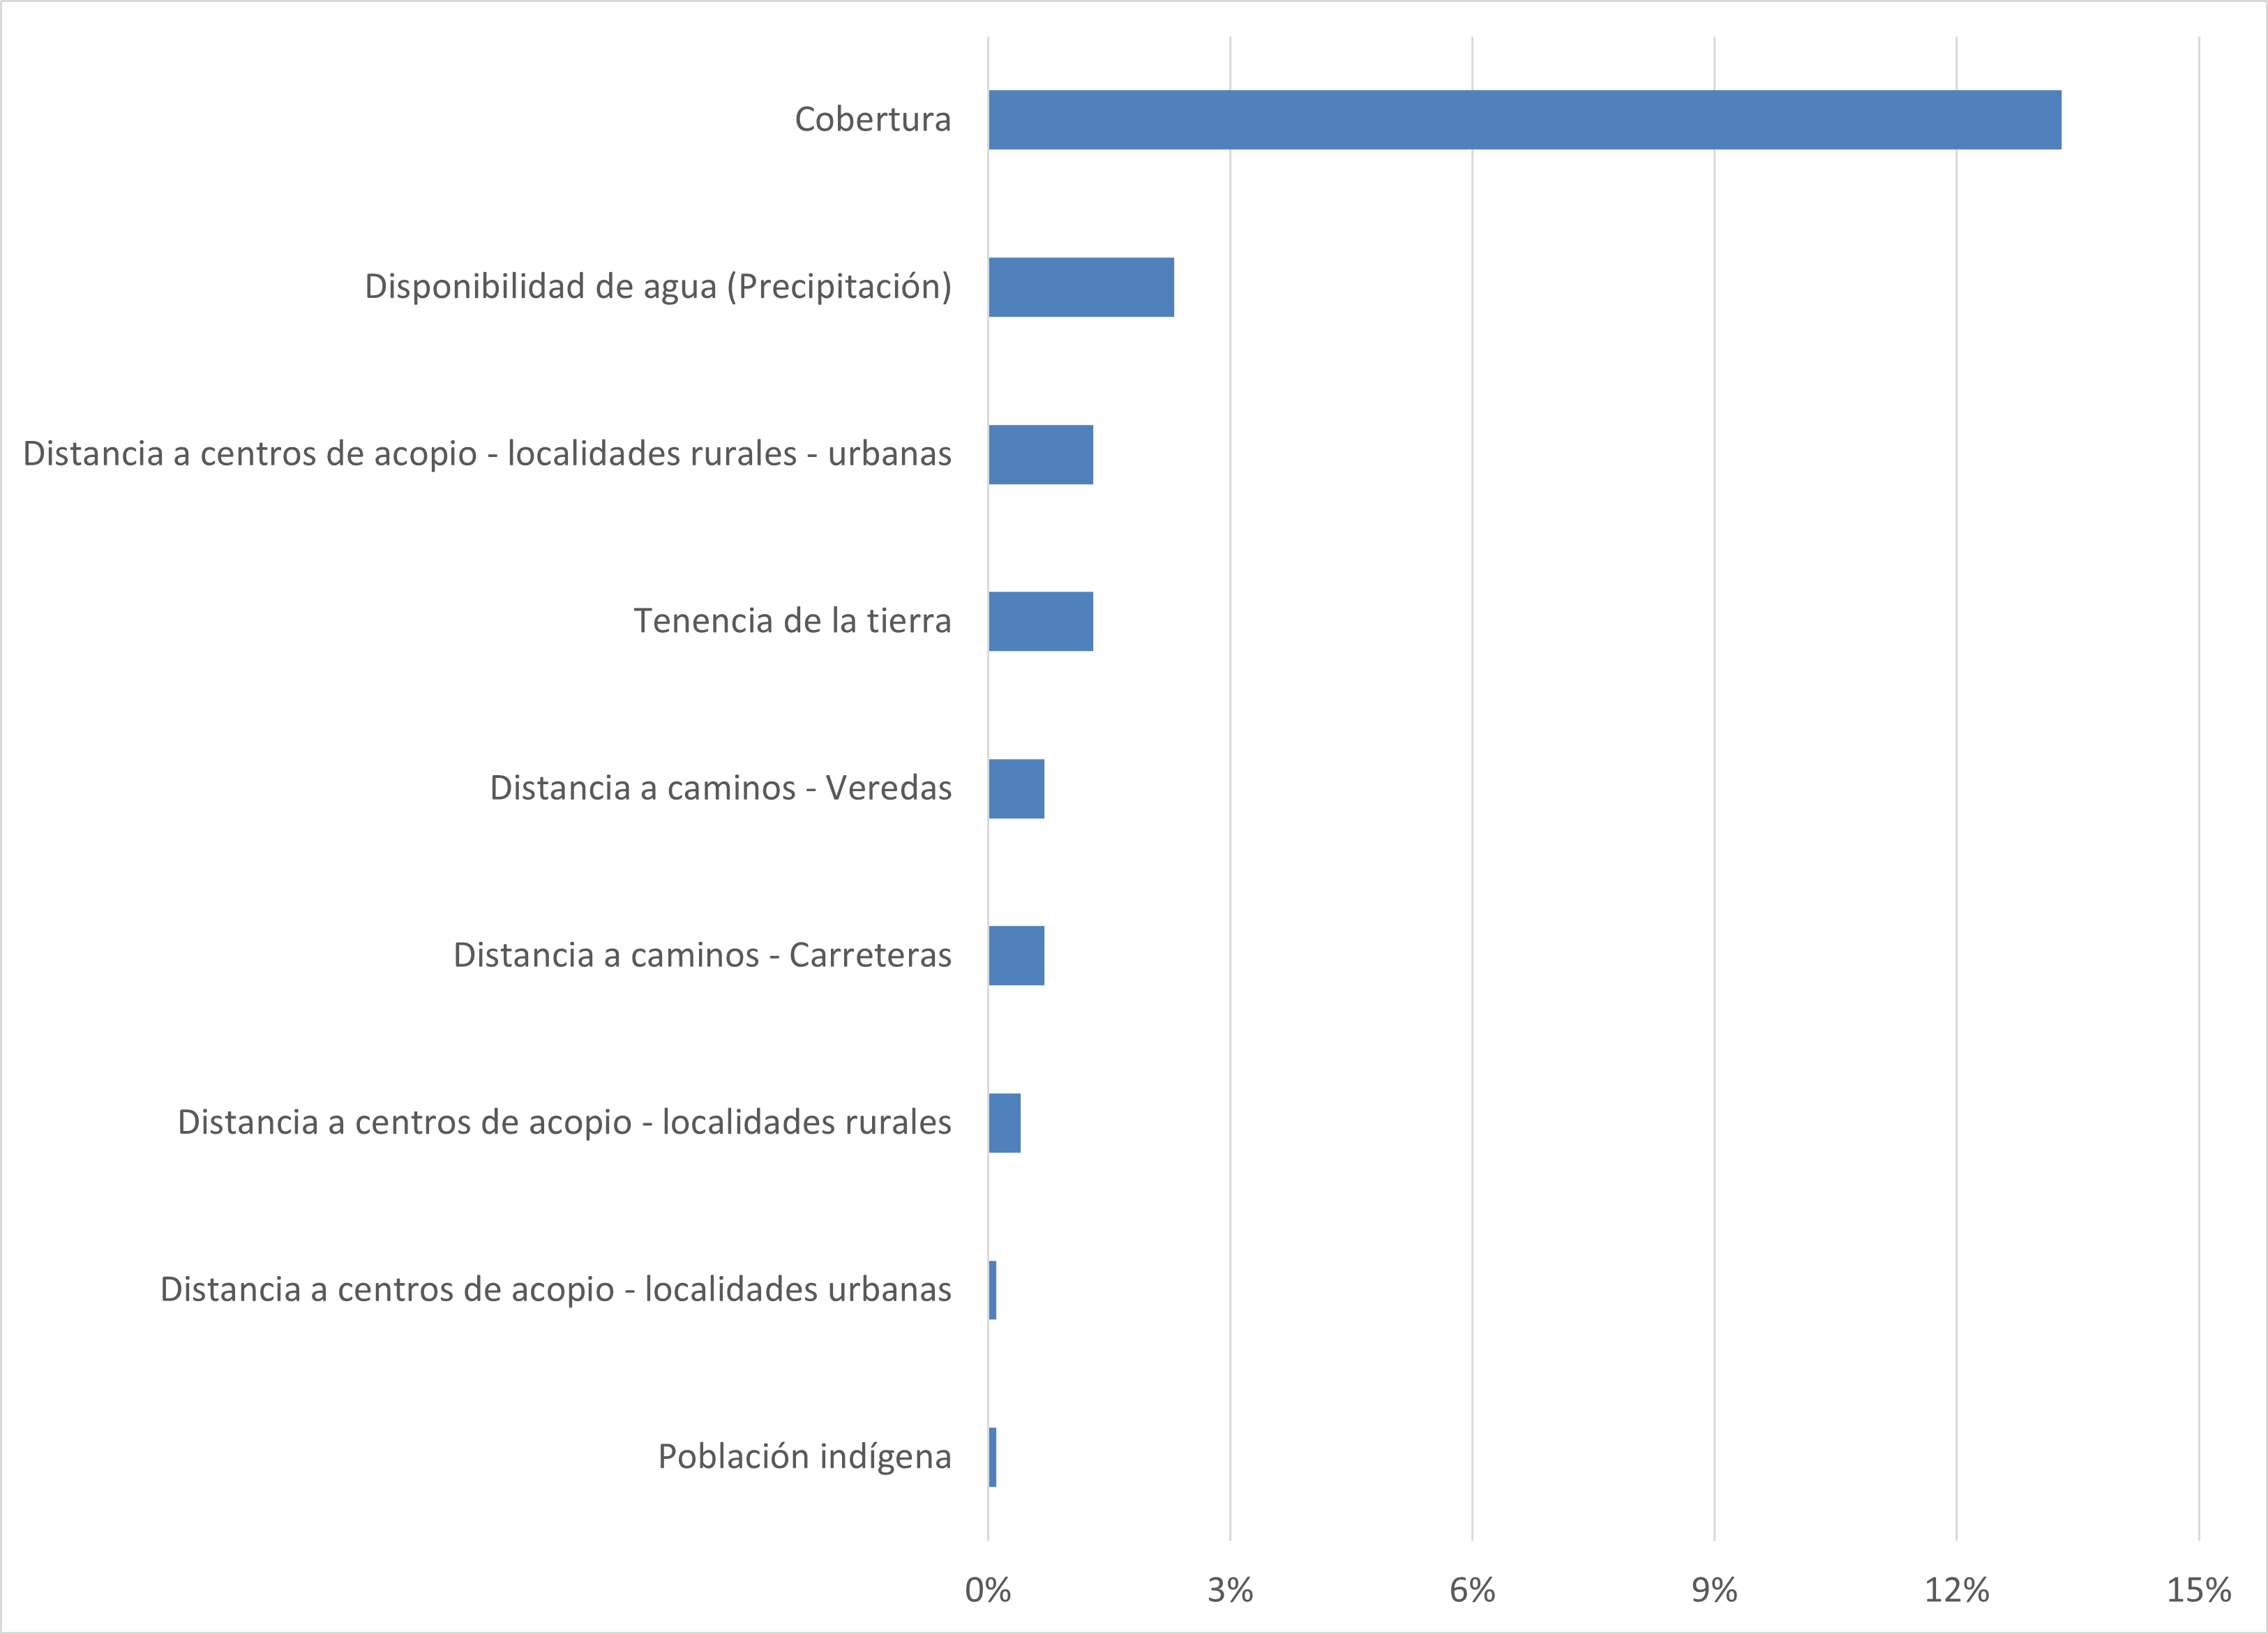 Cobertura
Disponibilidad de agua (Precipitación)
Distancia a centros de acopio - localidades rurales - urbanas
Tenencia de la tierra
Distancia a caminos - Veredas
Distancia a caminos - Carreteras
Distancia a centros de acopio - localidades rurales
Distancia a centros de acopio - localidades urbanas
Población indígena
0% 3% 6% 9% 12% 15%